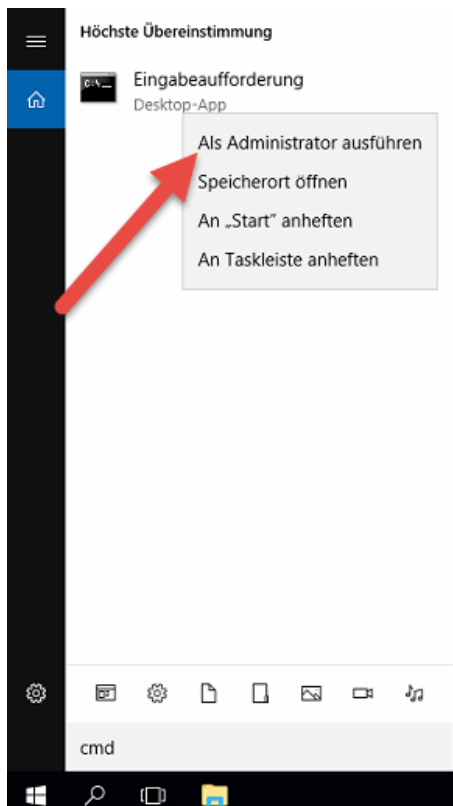 Höchste Übereinstimmung
Eingabeaufforderung
Desktop-App
Als Administrator ausführen
Speicherort öffnen
An „Start“ anheften
An Taskleiste anheften
cmd